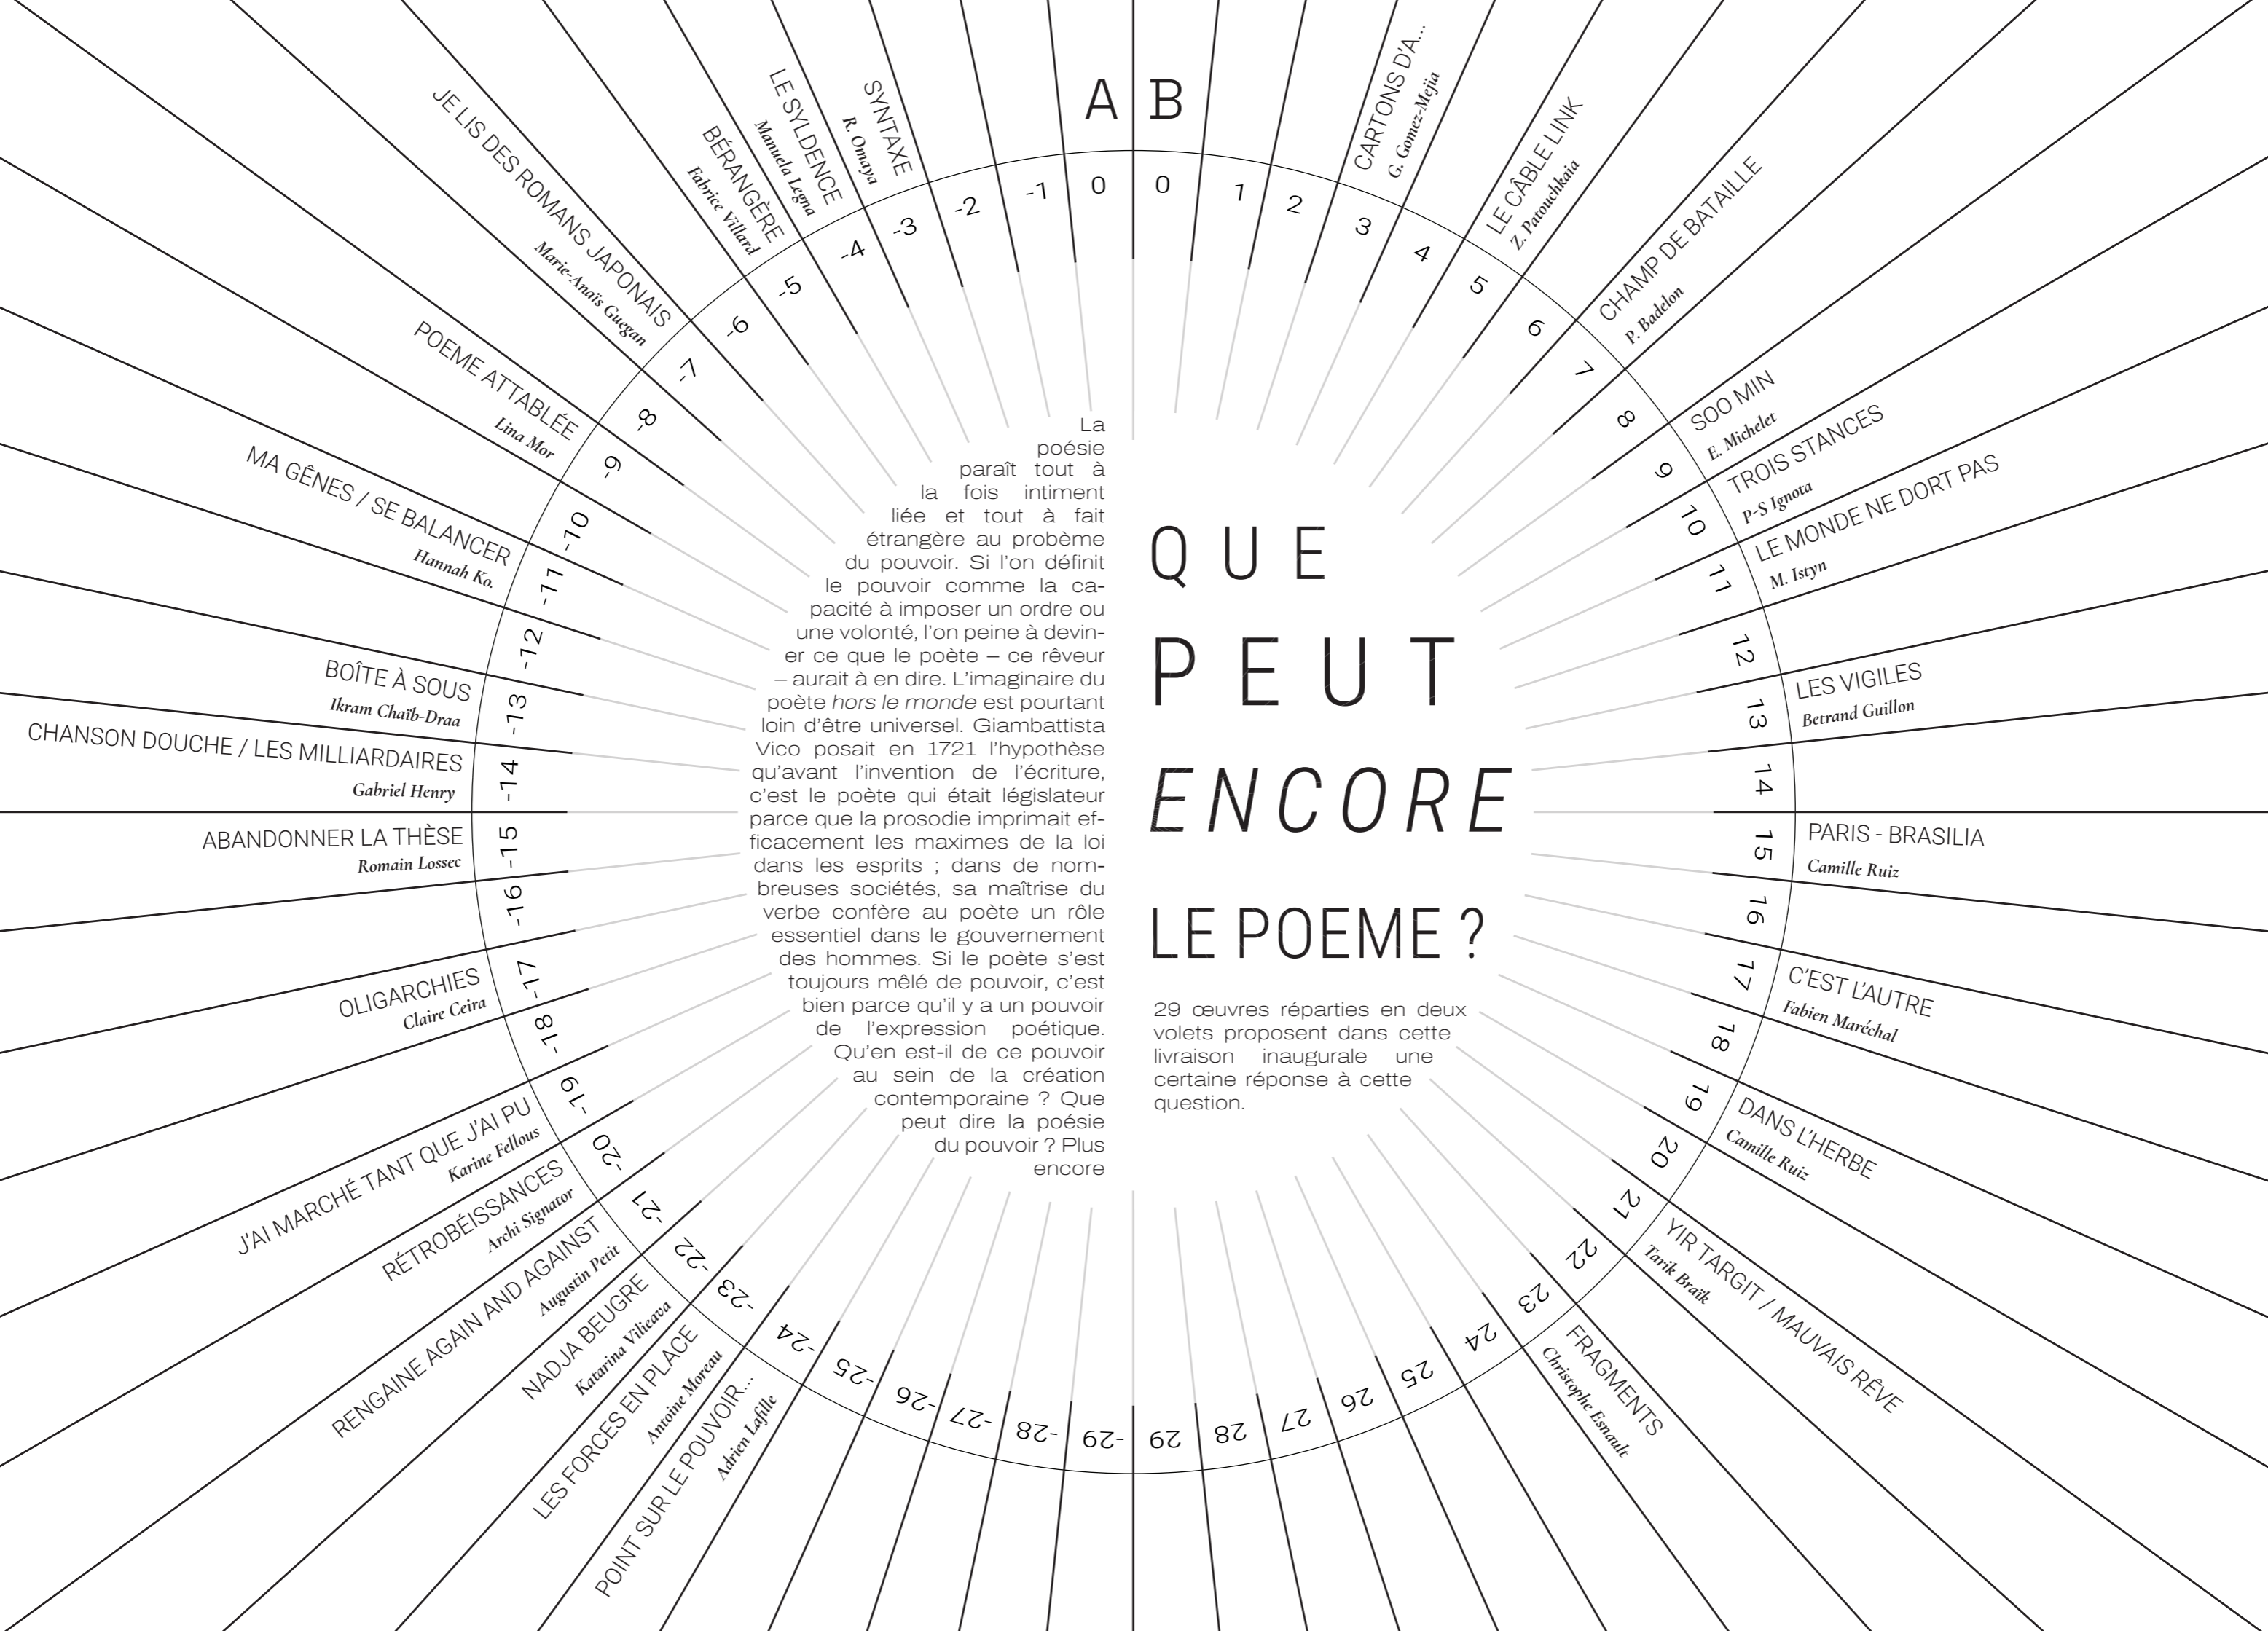 A
B
0
-1
-2
SYNTAXE
R. Omaya
-3
LE SYLDENCE
Manuela Legna
-4
BÉRANGÈRE
Fabrice Villard
-5
-6
JE LIS DES ROMANS JAPONAIS
Marie-Anaïs Guegan
-7
-8
POEME ATTABLÉE
Lina Mor
-9
-10
MA GÊNES / SE BALANCER
Hannah Ko.
-11
-12
BOÎTE À SOUS
Ikram Chaïb-Draa
-13
CHANSON DOUCHE / LES MILLIARDAIRES
Gabriel Henry
-14
ABANDONNER LA THÈSE
Romain Lossec
-15
-16
OLIGARCHIES
Claire Ceira
-17
-18
J'AI MARCHÉ TANT QUE J'AI PU
Karine Fellous
-19
RÉTROBÉISSANCES
Archi Signator
-20
RENGAINE AGAIN AND AGAINST
Augustin Petit
-21
NADJA BEUGRE
Katarina Vilieava
-22
LES FORCES EN PLACE
Antoine Moreau
-23
POINT SUR LE POUVOIR...
Adrien Lafille
-24
-25
-26
-27
-28
-29
La
poésie
paraît tout à
la fois intiment
liée et tout à fait
étrangère au probème
du pouvoir. Si l'on définit
le pouvoir comme la ca-
pacité à imposer un ordre ou
une volonté, l'on peine à devin-
er ce que le poète – ce rêveur
– aurait à en dire. L'imaginaire du
poète hors le monde est pourtant
loin d'être universel. Giambattista
Vico posait en 1721 l'hypothèse
qu'avant l'invention de l'écriture,
c'est le poète qui était législateur
parce que la prosodie imprimait ef-
ficacement les maximes de la loi
dans les esprits ; dans de nom-
breuses sociétés, sa maîtrise du
verbe confère au poète un rôle
essentiel dans le gouvernement
des hommes. Si le poète s'est
toujours mêlé de pouvoir, c'est
bien parce qu'il y a un pouvoir
de l'expression poétique.
Qu'en est-il de ce pouvoir
au sein de la création
contemporaine ? Que
peut dire la poésie
du pouvoir ? Plus
encore
QUE
PEUT
ENCORE
LE POEME ?
29 œuvres réparties en deux
volets proposent dans cette
livraison inaugurale une
certaine réponse à cette
question.
0
1
2
CARTONS D'A...
G. Gomez-Mejia
3
4
LE CÂBLE LINK
Z. Patouchkaia
5
6
CHAMP DE BATAILLE
P. Badelon
7
8
SOO MIN
E. Michelet
9
TROIS STANCES
P-S Ignota
10
LE MONDE NE DORT PAS
M. Istyn
11
12
LES VIGILES
Betrand Guillon
13
14
PARIS - BRASILIA
Camille Ruiz
15
16
C'EST L'AUTRE
Fabien Maréchal
17
18
DANS L'HERBE
Camille Ruiz
19
20
YIR TARGIT / MAUVAIS RÊVE
Tarik Braïk
21
22
FRAGMENTS
Christophe Esnault
23
24
25
26
27
28
29